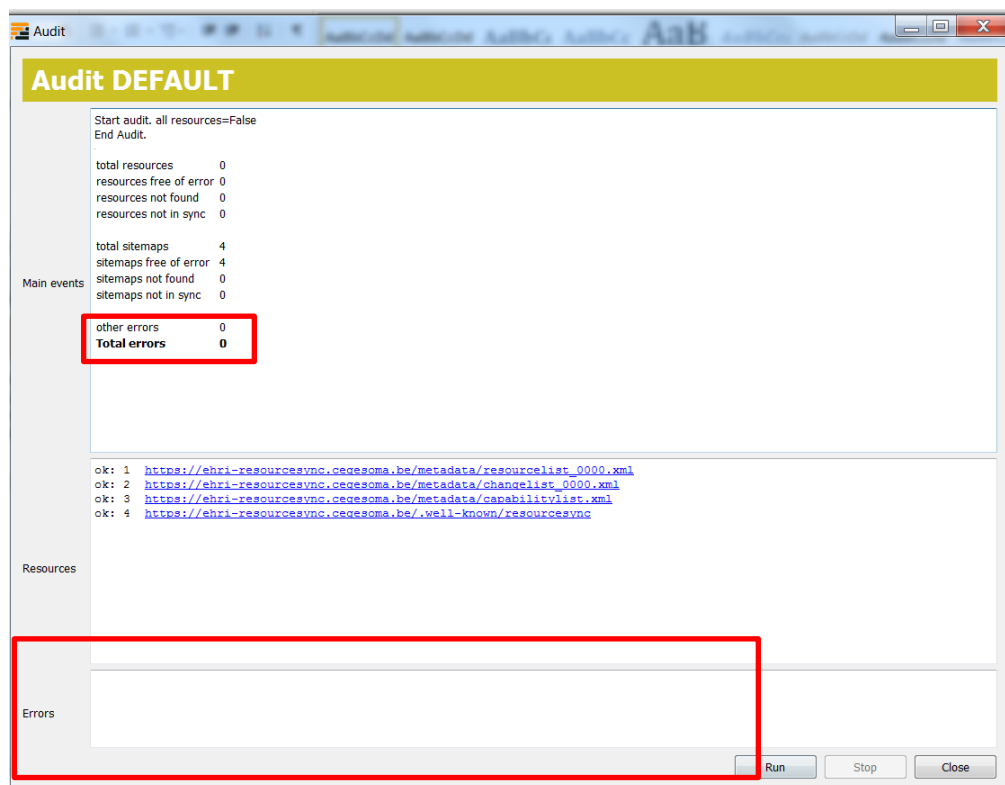 Audit
Audit DEFAULT
Start audit. all resources=False
End Audit.
total resources 0
resources free of error 0
resources not found 0
resources not in sync 0
total sitemaps 4
sitemaps free of error 4
sitemaps not found 0
sitemaps not in sync 0
other errors 0
Total errors 0
Main events
ok: 1 https://ehri-resourcesync.cegesoma.be/metadata/resourcelist_0000.xml
ok: 2 https://ehri-resourcesync.cegesoma.be/metadata/changelist_0000.xml
ok: 3 https://ehri-resourcesync.cegesoma.be/metadata/capabilitylist.xml
ok: 4 https://ehri-resourcesync.cegesoma.be/.well-known/resourcesync
Resources
Errors
Run Stop Close